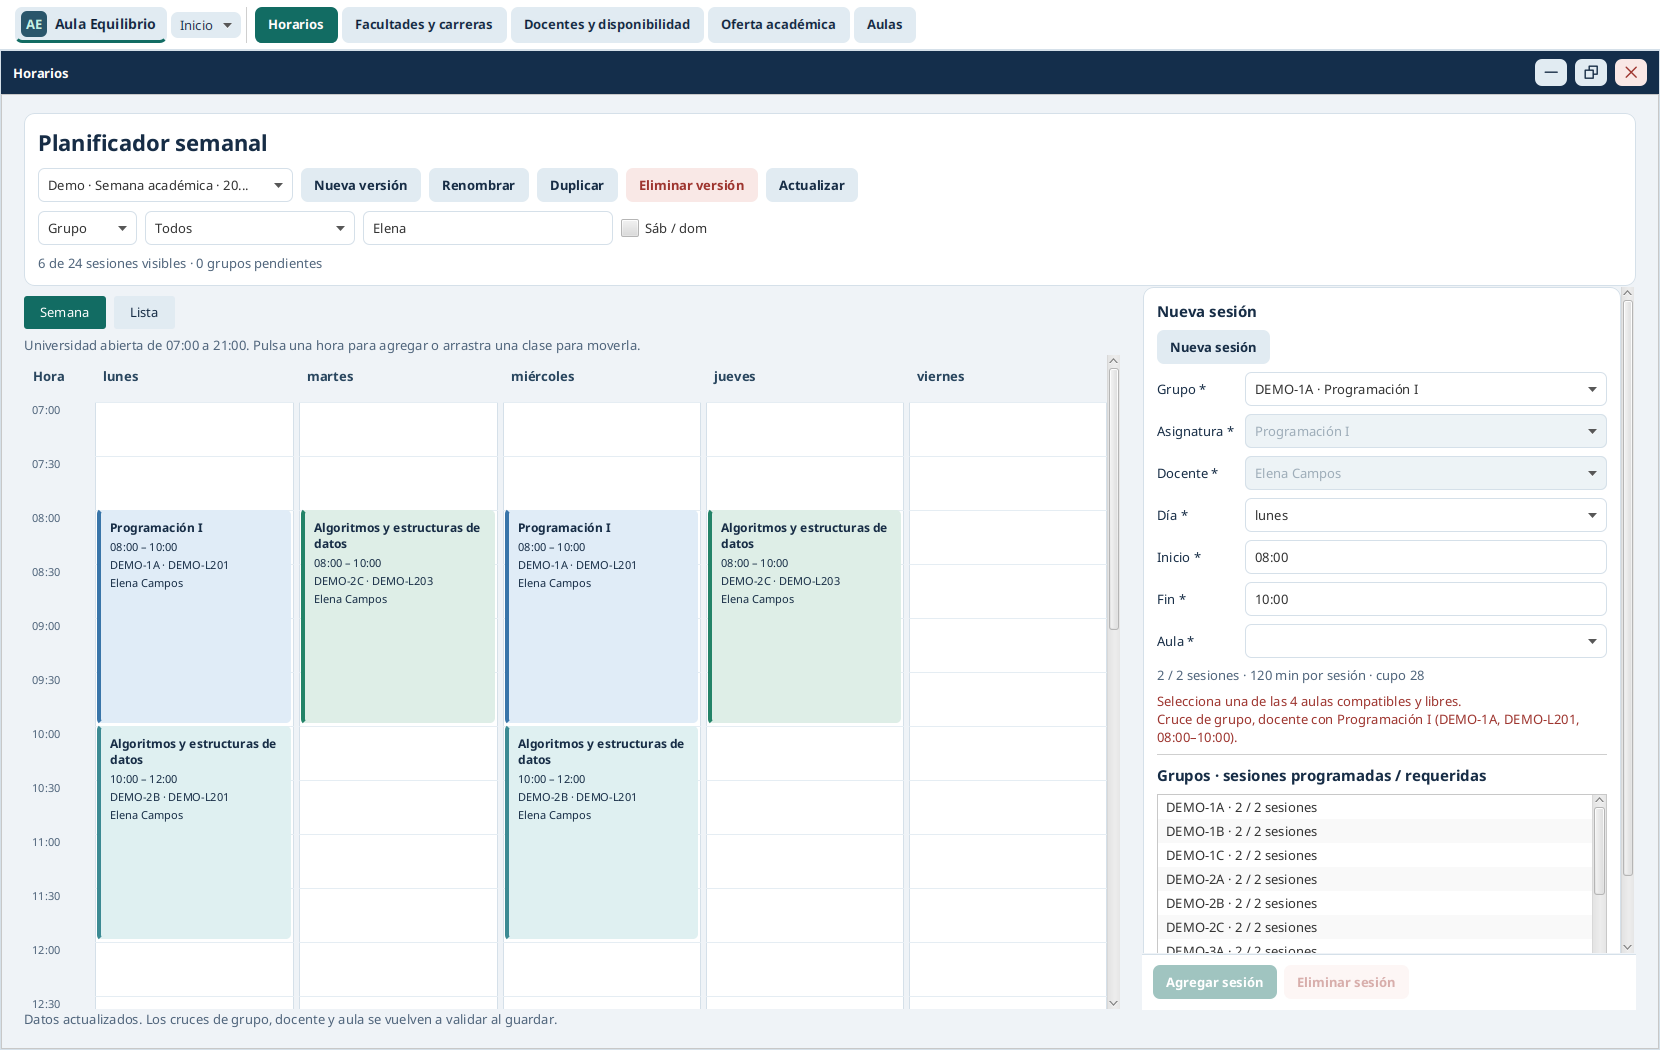 AE Aula Equilibrio Inicio Horarios Facultades y carreras Docentes y disponibilidad Oferta académica Aulas
Horarios
Planificador semanal
Demo · Semana académica · 20... Nueva versión Renombrar Duplicar Eliminar versión Actualizar
Grupo Todos Elena Sáb / dom
6 de 24 sesiones visibles · 0 grupos pendientes
Semana Lista
Universidad abierta de 07:00 a 21:00. Pulsa una hora para agregar o arrastra una clase para moverla.
Hora lunes martes miércoles jueves viernes
07:00
07:30
08:00
08:30
09:00
09:30
10:00
10:30
11:00
11:30
12:00
12:30
Programación I
08:00 – 10:00
DEMO-1A · DEMO-L201
Elena Campos
Algoritmos y estructuras de
datos
10:00 – 12:00
DEMO-2B · DEMO-L201
Elena Campos
Algoritmos y estructuras de
datos
08:00 – 10:00
DEMO-2C · DEMO-L203
Elena Campos
Programación I
08:00 – 10:00
DEMO-1A · DEMO-L201
Elena Campos
Algoritmos y estructuras de
datos
10:00 – 12:00
DEMO-2B · DEMO-L201
Elena Campos
Algoritmos y estructuras de
datos
08:00 – 10:00
DEMO-2C · DEMO-L203
Elena Campos
Nueva sesión
Nueva sesión
Grupo * DEMO-1A · Programación I
Asignatura * Programación I
Docente * Elena Campos
Día * lunes
Inicio * 08:00
Fin * 10:00
Aula *
2 / 2 sesiones · 120 min por sesión · cupo 28
Selecciona una de las 4 aulas compatibles y libres.
Cruce de grupo, docente con Programación I (DEMO-1A, DEMO-L201,
08:00–10:00).
Grupos · sesiones programadas / requeridas
DEMO-1A · 2 / 2 sesiones
DEMO-1B · 2 / 2 sesiones
DEMO-1C · 2 / 2 sesiones
DEMO-2A · 2 / 2 sesiones
DEMO-2B · 2 / 2 sesiones
DEMO-2C · 2 / 2 sesiones
DEMO-3A · 2 / 2 sesiones
Agregar sesión Eliminar sesión
Datos actualizados. Los cruces de grupo, docente y aula se vuelven a validar al guardar.